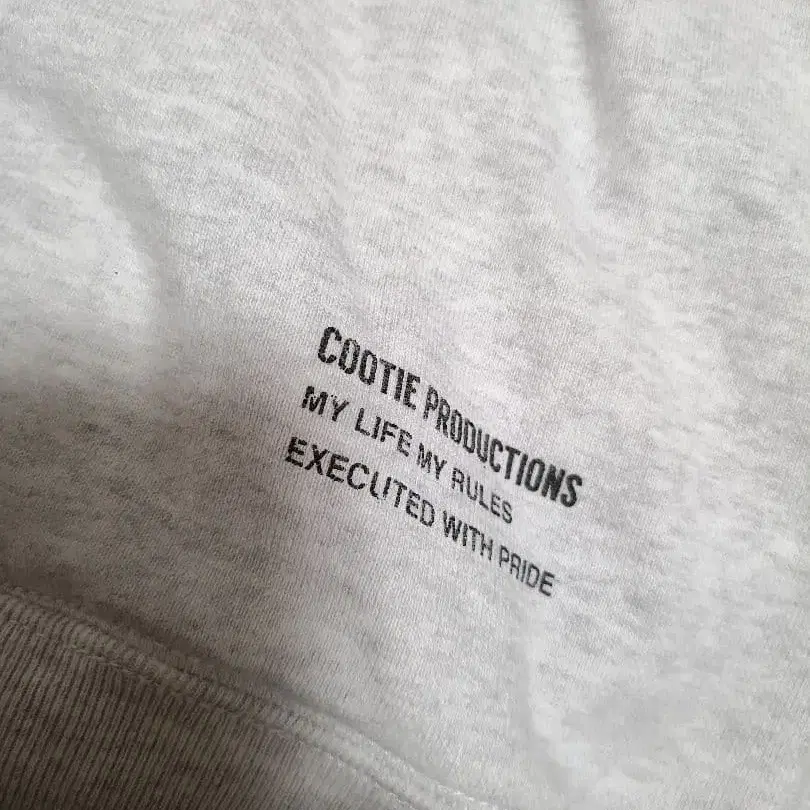 COOTIE PRODUCTIONS
MY LIFE MY RULES
EXECUTED WITH PRIDE